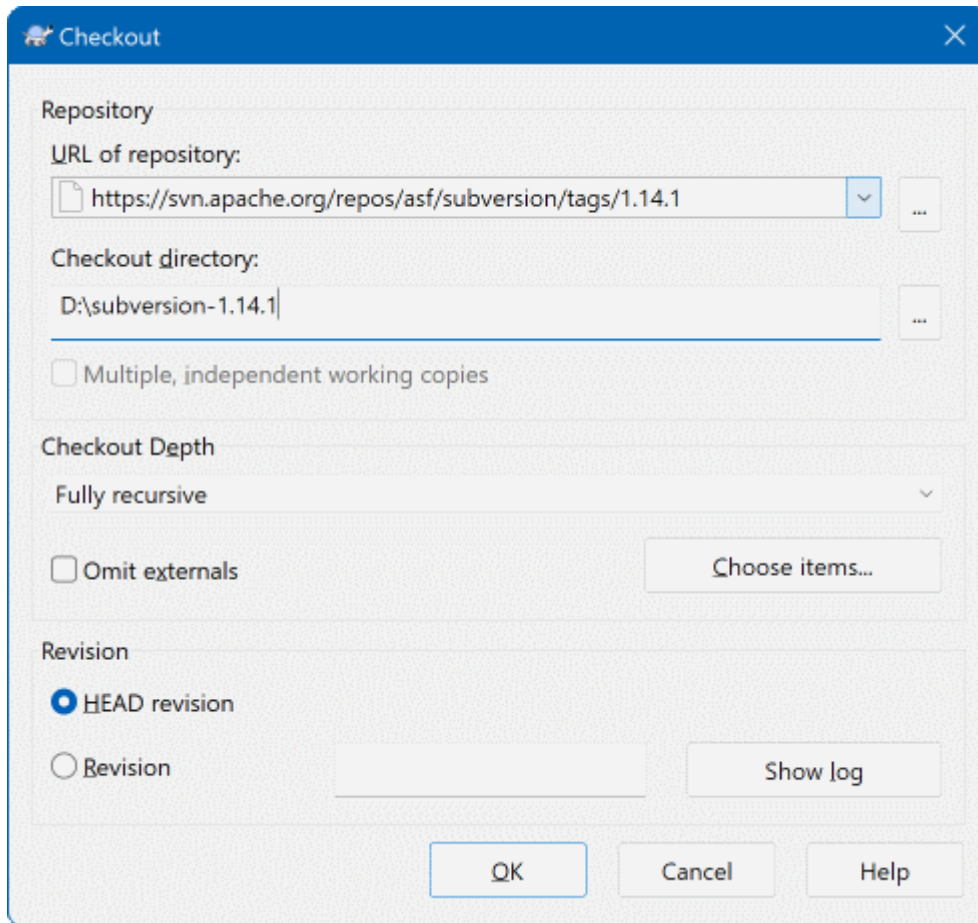 Checkout
Repository
URL of repository:
https://svn.apache.org/repos/asf/subversion/tags/1.14.1
...
Checkout directory:
D:\subversion-1.14.1
...
Multiple, independent working copies
Checkout Depth
Fully recursive
Omit externals
Choose items...
Revision
HEAD revision
Revision
Show log
OK Cancel Help